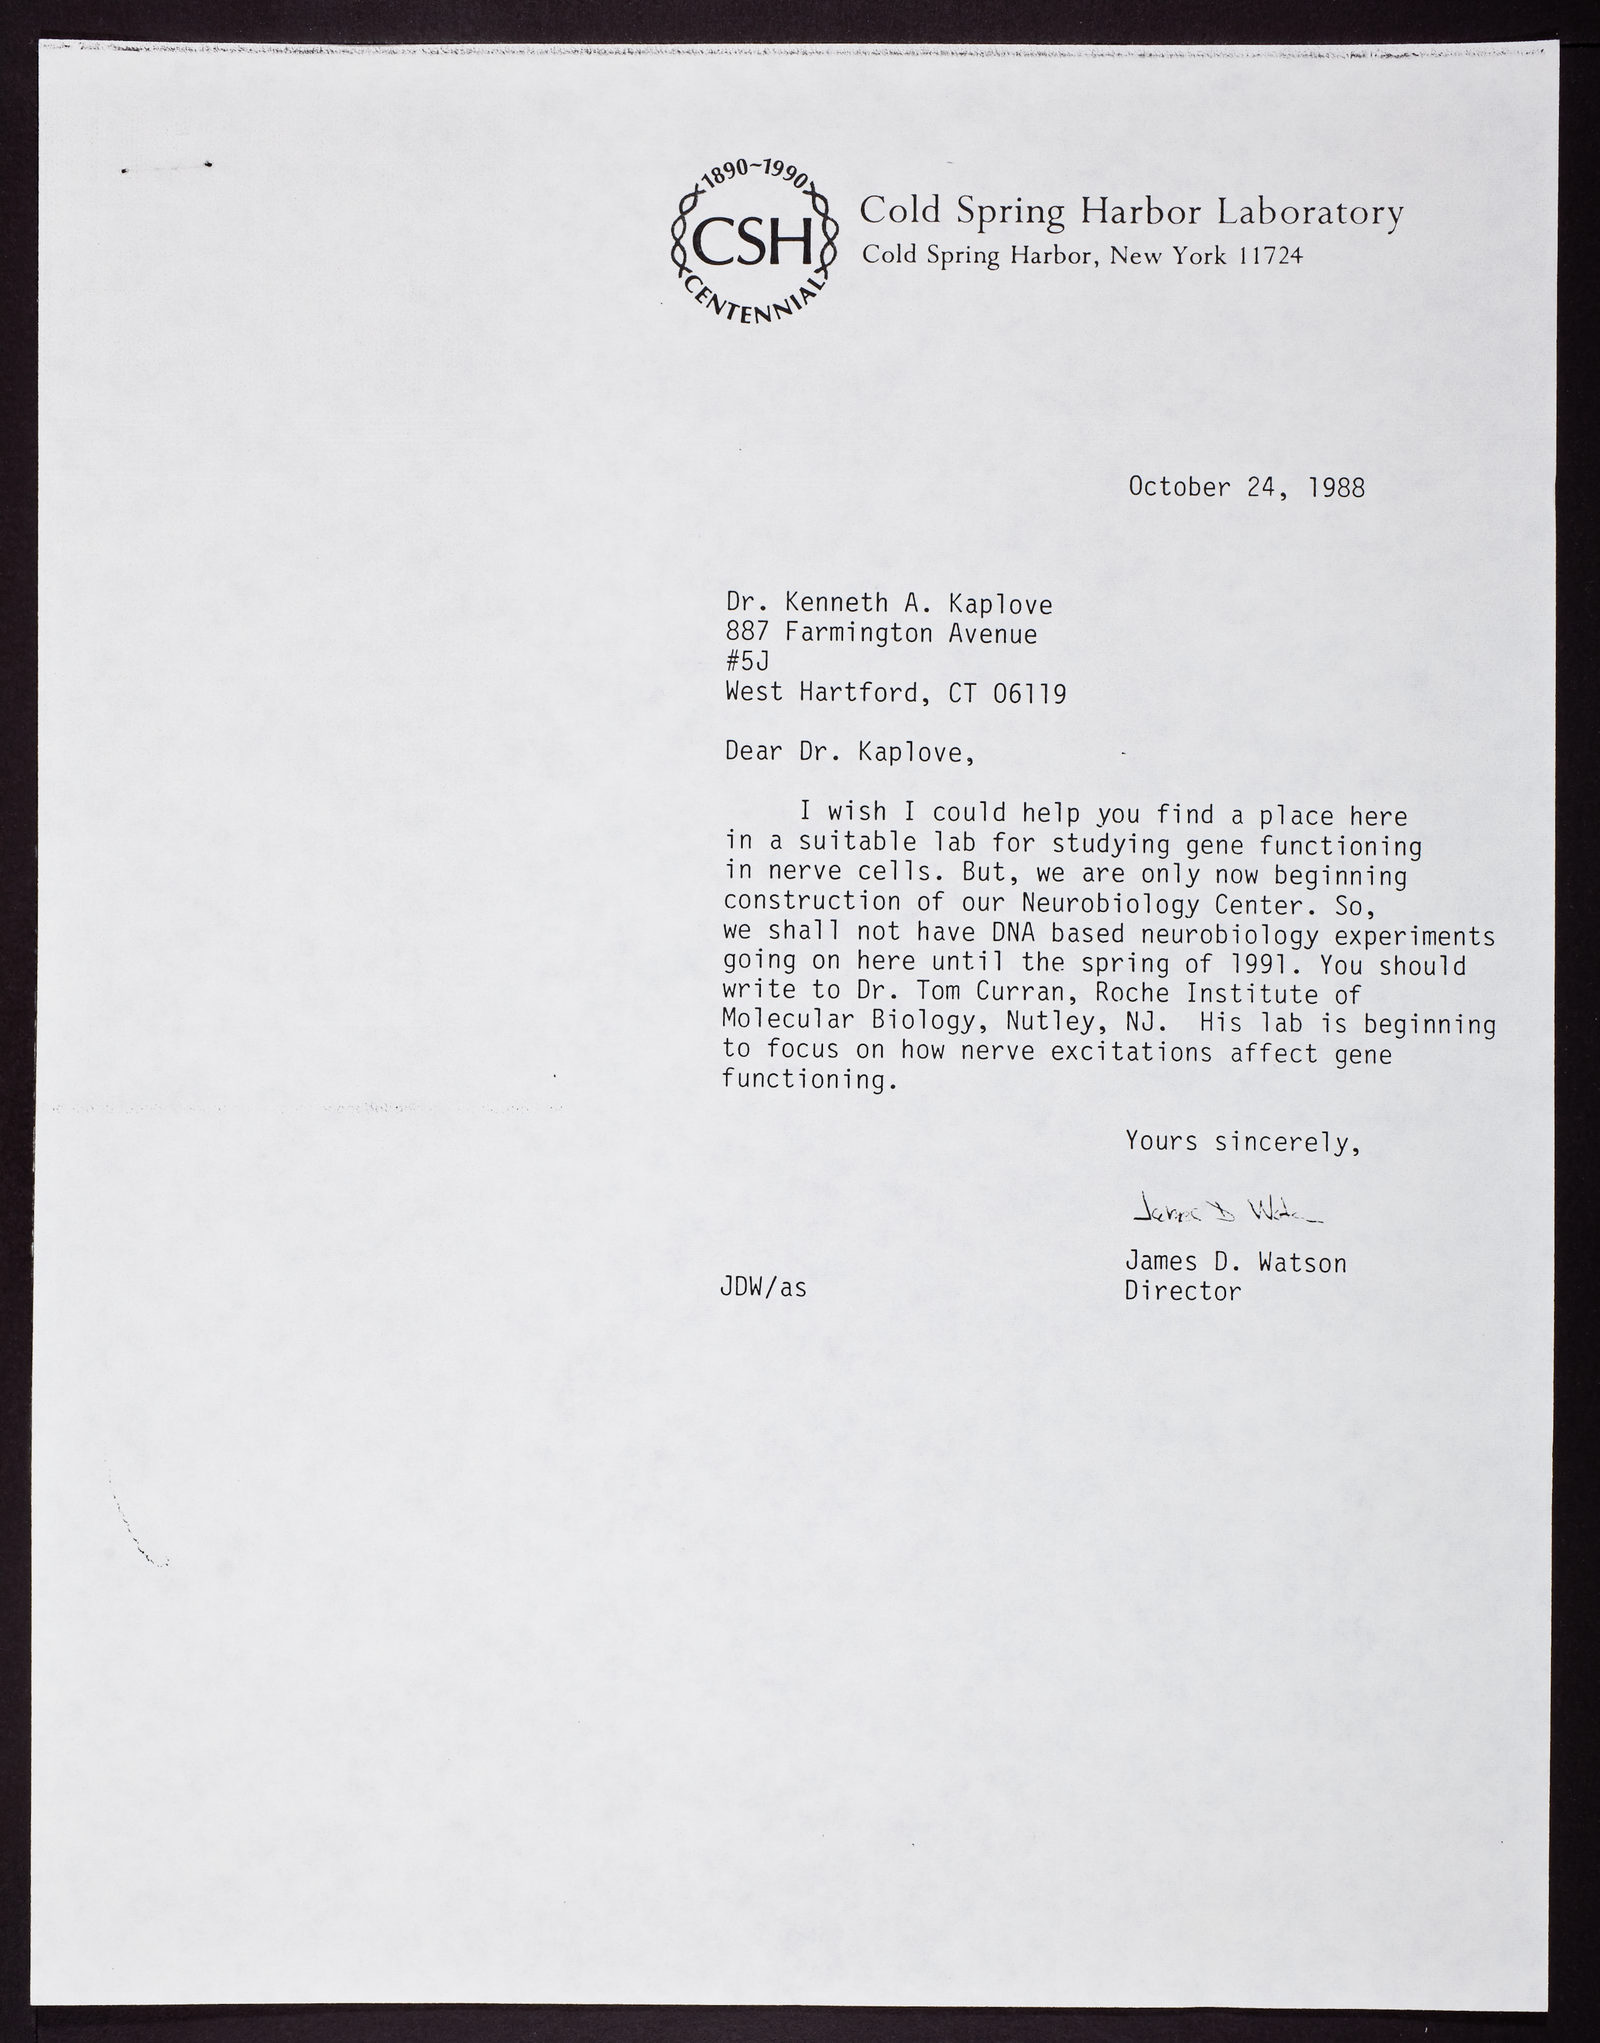 1890~1990
CSH
CENTENNIAL
Cold Spring Harbor Laboratory
Cold Spring Harbor, New York 11724
October 24, 1988
Dr. Kenneth A. Kaplove
887 Farmington Avenue
#5J
West Hartford, CT 06119
Dear Dr. Kaplove,
I wish I could help you find a place here
in a suitable lab for studying gene functioning
in nerve cells. But, we are only now beginning
construction of our Neurobiology Center. So,
we shall not have DNA based neurobiology experiments
going on here until the spring of 1991. You should
write to Dr. Tom Curran, Roche Institute of
Molecular Biology, Nutley, NJ.  His lab is beginning
to focus on how nerve excitations affect gene
functioning.
Yours sincerely,
James D Watson
James D. Watson
JDW/as
Director